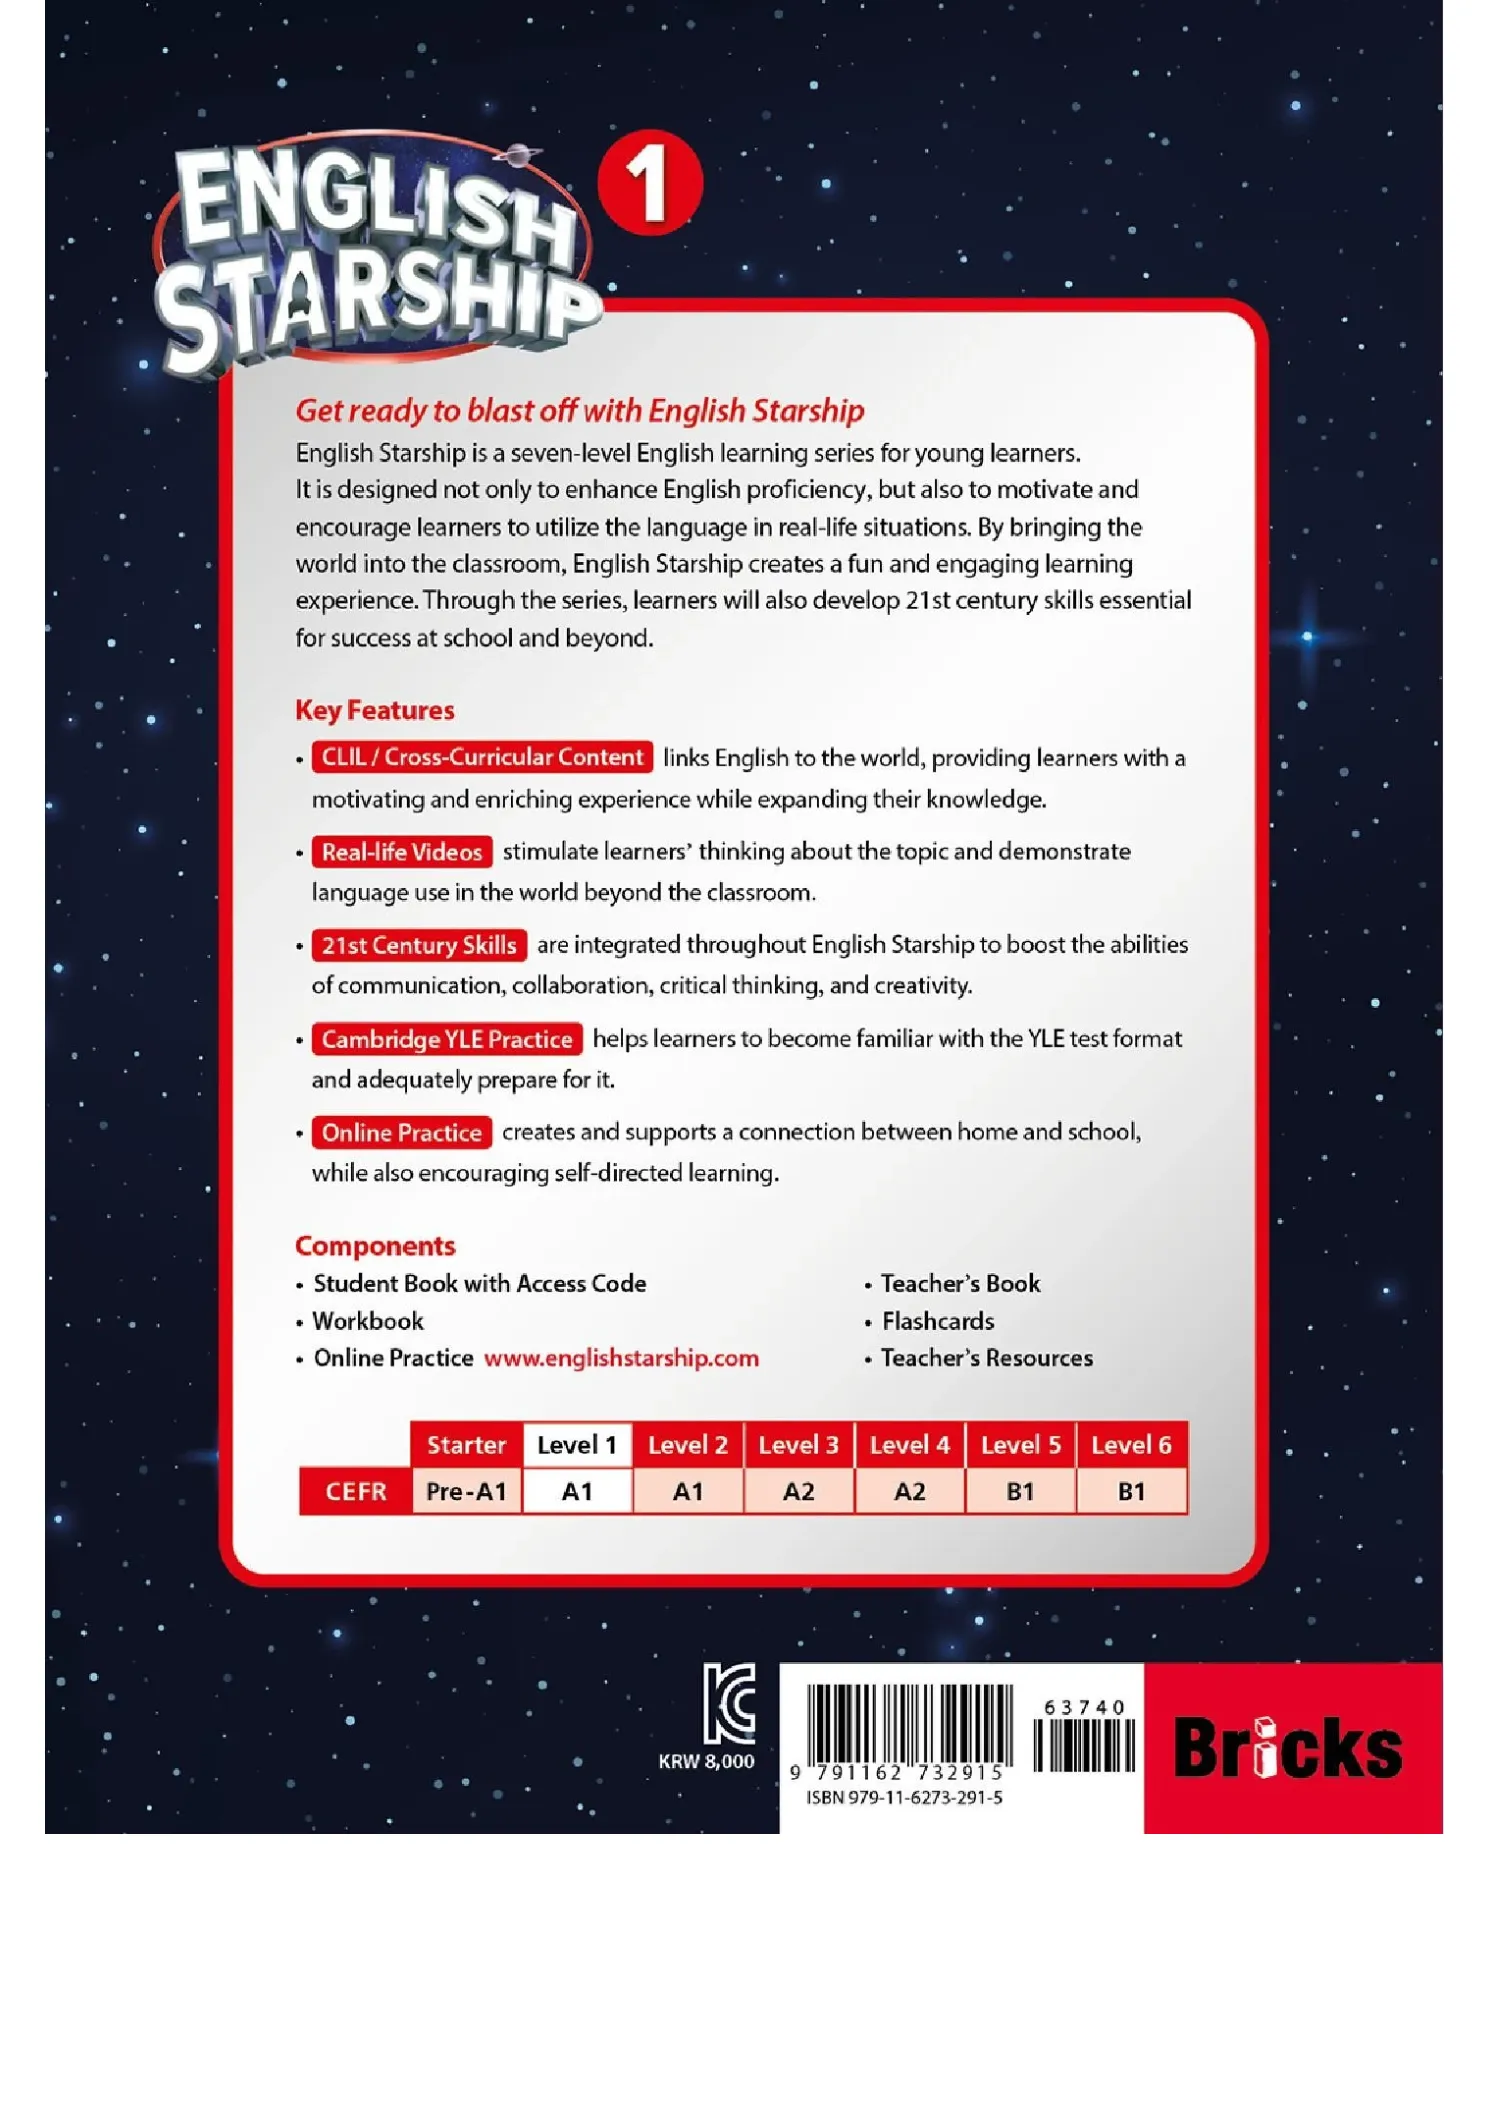 ENGLISH
STARSHIP
1
Get ready to blast off with English Starship
English Starship is a seven-level English learning series for young learners.
It is designed not only to enhance English proficiency, but also to motivate and
encourage learners to utilize the language in real-life situations. By bringing the
world into the classroom, English Starship creates a fun and engaging learning
experience. Through the series, learners will also develop 21st century skills essential
for success at school and beyond.
Key Features
• CLIL / Cross-Curricular Content links English to the world, providing learners with a
motivating and enriching experience while expanding their knowledge.
• Real-life Videos stimulate learners’ thinking about the topic and demonstrate
language use in the world beyond the classroom.
• 21st Century Skills are integrated throughout English Starship to boost the abilities
of communication, collaboration, critical thinking, and creativity.
• Cambridge YLE Practice helps learners to become familiar with the YLE test format
and adequately prepare for it.
• Online Practice creates and supports a connection between home and school,
while also encouraging self-directed learning.
Components
• Student Book with Access Code
• Workbook
• Online Practice www.englishstarship.com
• Teacher’s Book
• Flashcards
• Teacher’s Resources
Starter Level 1 Level 2 Level 3 Level 4 Level 5 Level 6
CEFR Pre-A1 A1 A1 A2 A2 B1 B1
KC
KRW 8,000
63740
9 791162 732915
ISBN 979-11-6273-291-5
Bricks